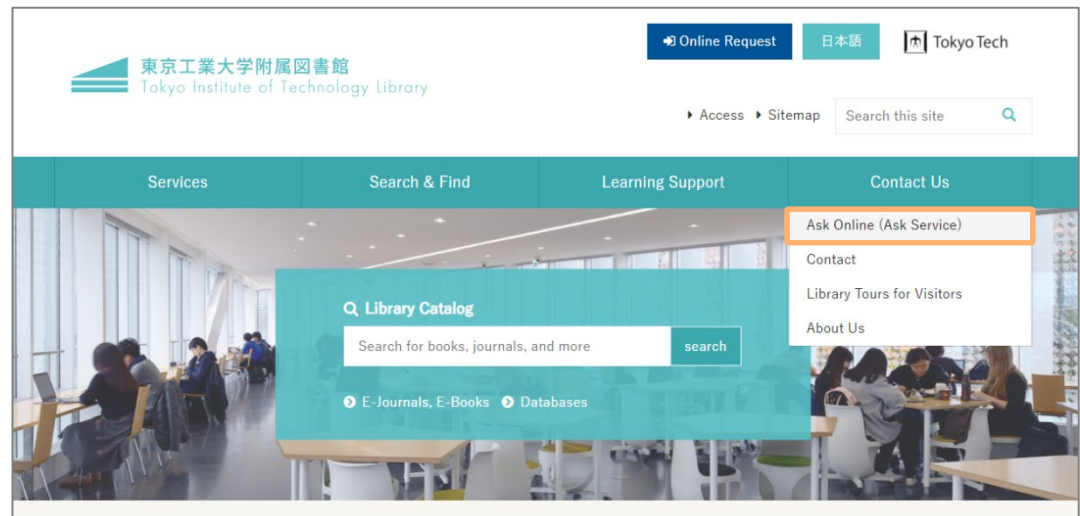 Online Request
日本語
Tokyo Tech
東京工業大学附属図書館
Tokyo Institute of Technology Library
Access Sitemap Search this site
Services Search & Find Learning Support Contact Us
Ask Online (Ask Service)
Contact
Library Tours for Visitors
About Us
Library Catalog
Search for books, journals, and more search
E-Journals, E-Books Databases